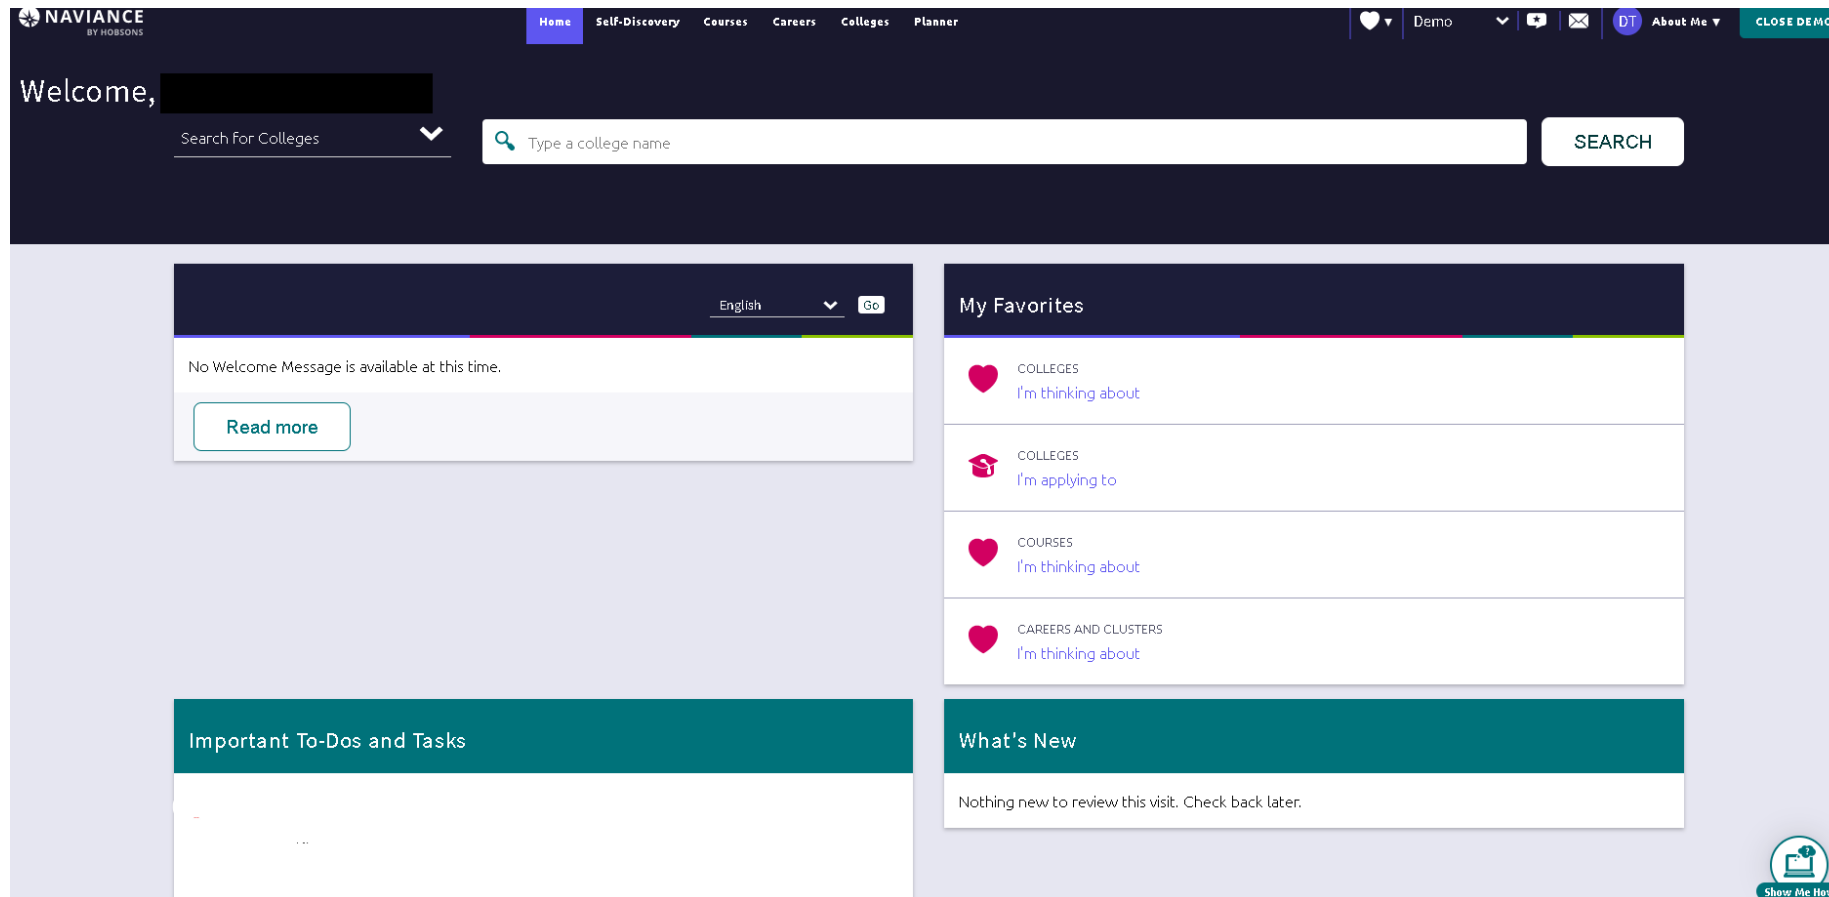 NAVIANCE
BY HOBSONS
Home Self-Discovery Courses Careers Colleges Planner
Demo
DT About Me
CLOSE DEMO
Welcome,
Search for Colleges
Type a college name
SEARCH
English
Go
No Welcome Message is available at this time.
Read more
My Favorites
COLLEGES
I'm thinking about
COLLEGES
I'm applying to
COURSES
I'm thinking about
CAREERS AND CLUSTERS
I'm thinking about
Important To-Dos and Tasks
What's New
Nothing new to review this visit. Check back later.
Show Me How